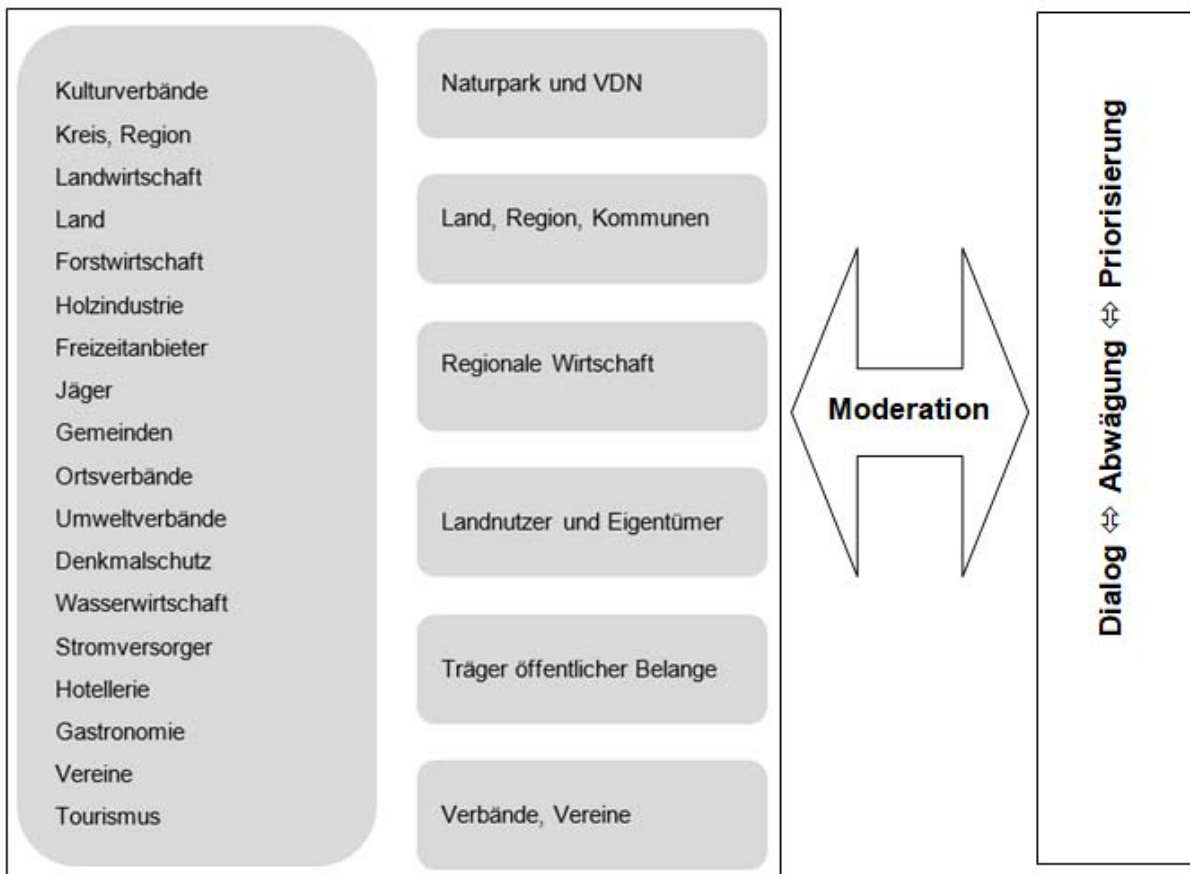 Kulturverbände
Kreis, Region
Landwirtschaft
Land
Forstwirtschaft
Holzindustrie
Freizeitanbieter
Jäger
Gemeinden
Ortsverbände
Umweltverbände
Denkmalschutz
Wasserwirtschaft
Stromversorger
Hotellerie
Gastronomie
Vereine
Tourismus
Naturpark und VDN
Land, Region, Kommunen
Regionale Wirtschaft
Landnutzer und Eigentümer
Träger öffentlicher Belange
Verbände, Vereine
Moderation
Dialog ⇔ Abwägung ⇔ Priorisierung